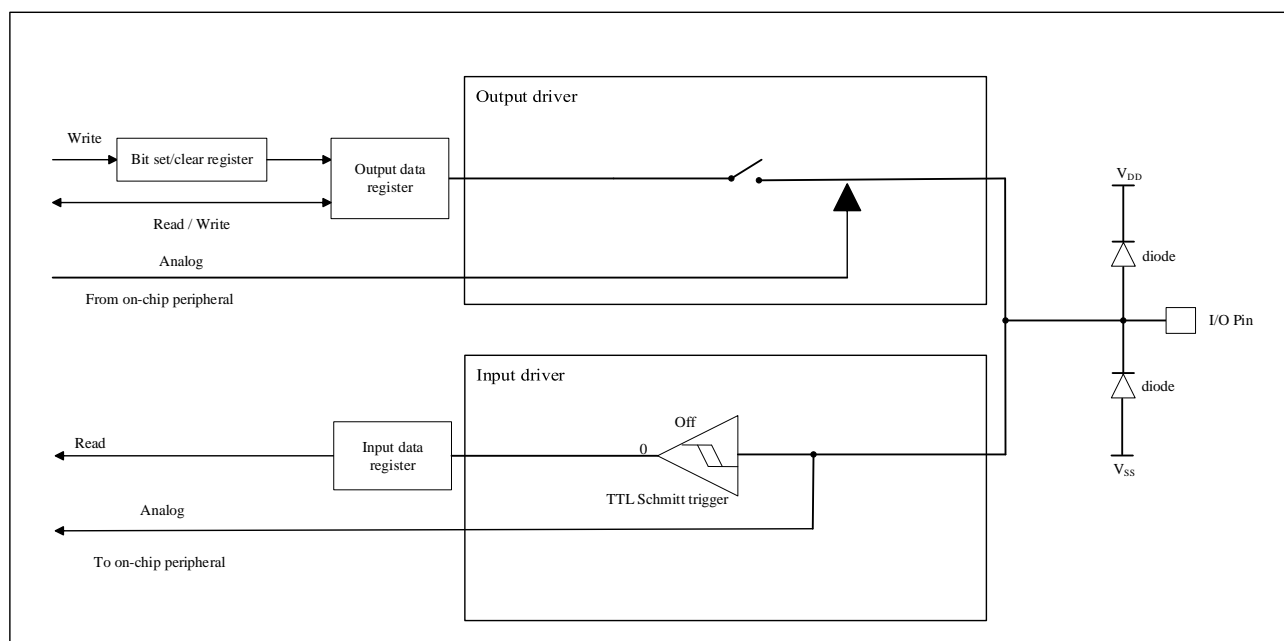 Output driver
Write
Bit set/clear register
Output data
register
Read / Write
Analog
From on-chip peripheral
VDD
diode
I/O Pin
diode
VSS
Input driver
Off
0
TTL Schmitt trigger
Read
Input data
register
Analog
To on-chip peripheral